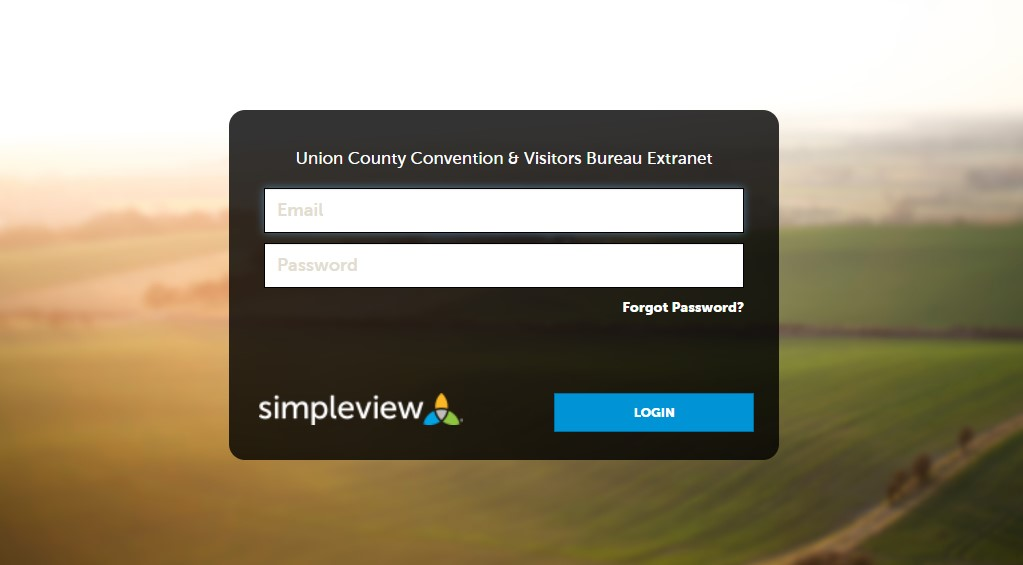 Union County Convention & Visitors Bureau Extranet
Email
Password
Forgot Password?
simpleview
LOGIN